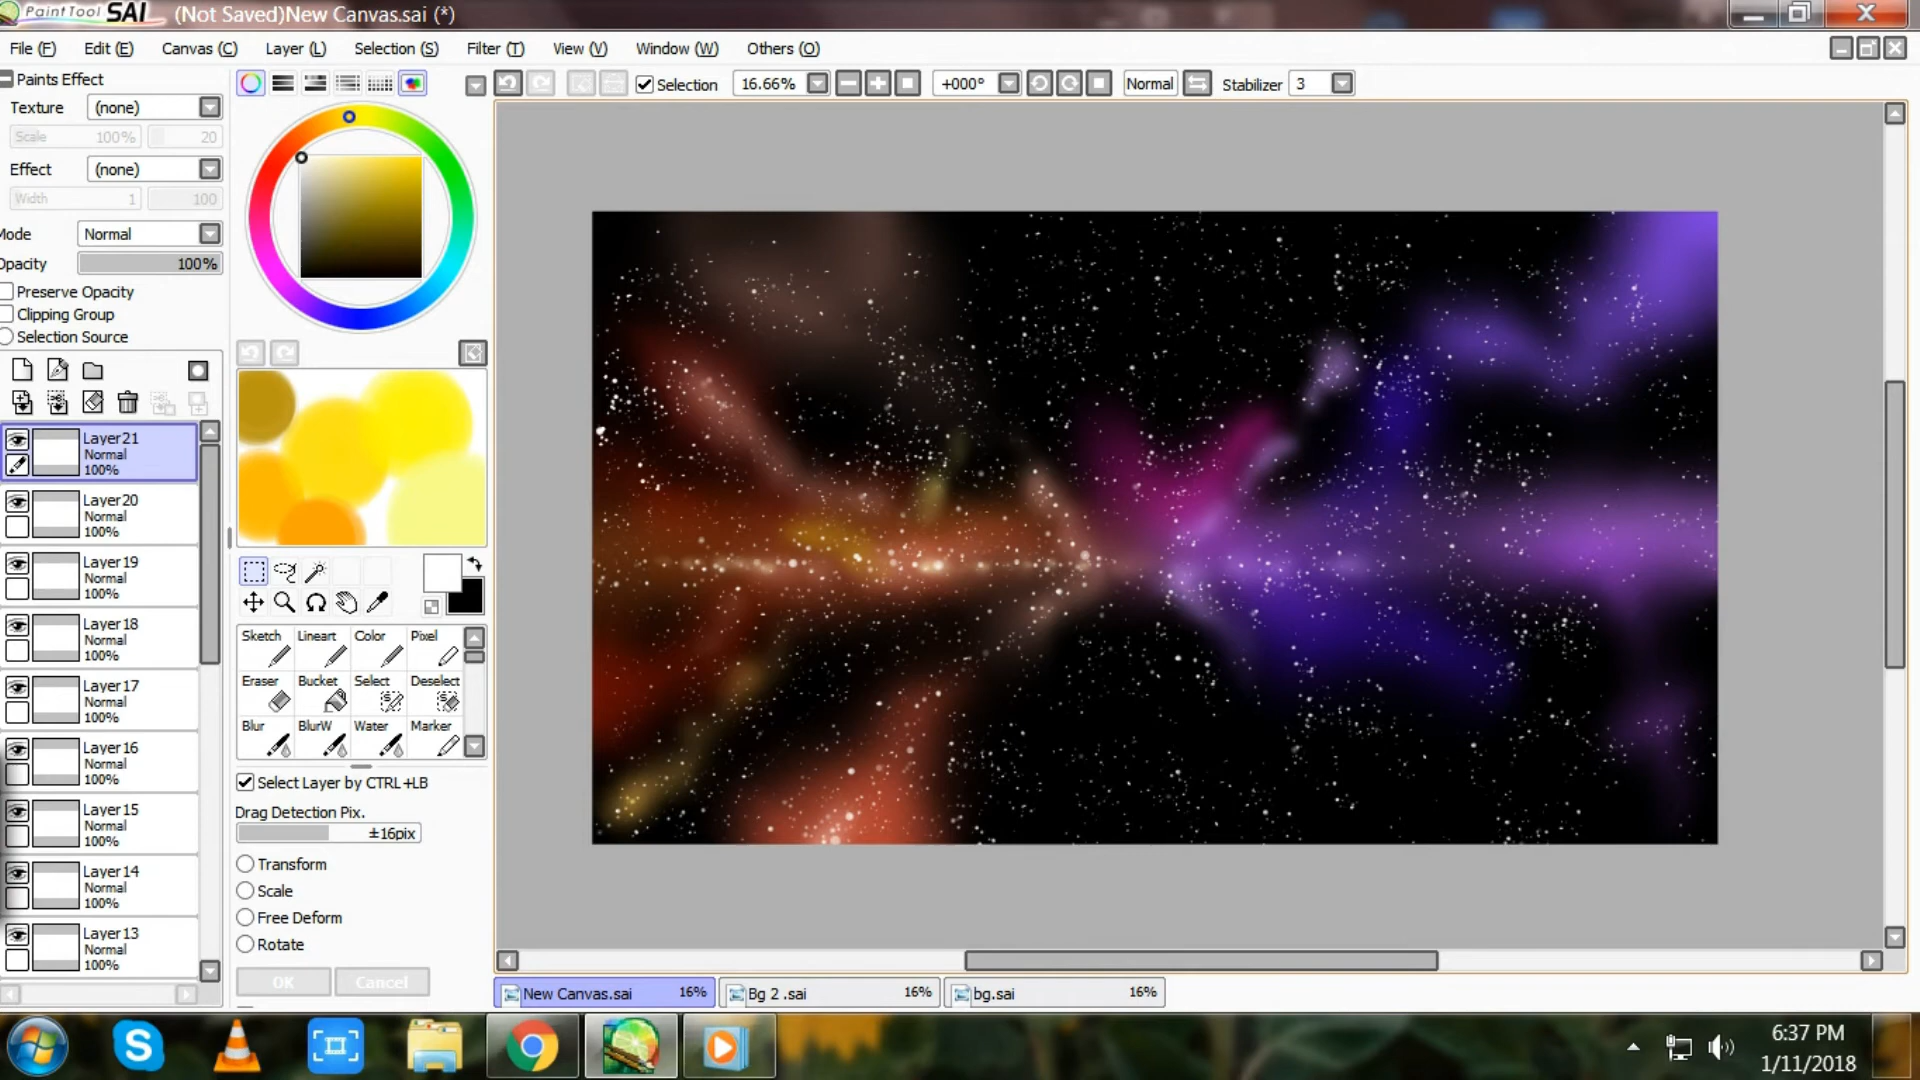 PaintTool SAI (Not Saved)New Canvas.sai (*)
File (F) Edit (E) Canvas (C) Layer (L) Selection (S) Filter (T) View (V) Window (W) Others (O)
Paints Effect
Texture (none)
Scale 100% 20
Effect (none)
Width 1 100
Mode Normal
Opacity 100%
Preserve Opacity
Clipping Group
Selection Source
Layer21
Normal
100%
Layer20
Normal
100%
Layer19
Normal
100%
Layer18
Normal
100%
Layer17
Normal
100%
Layer16
Normal
100%
Layer15
Normal
100%
Layer14
Normal
100%
Layer13
Normal
100%
Selection 16.66% +000° Normal Stabilizer 3
Sketch Lineart Color Pixel
Eraser Bucket Select Deselect
Blur BlurW Water Marker
Select Layer by CTRL+LB
Drag Detection Pix.
±16pix
Transform
Scale
Free Deform
Rotate
OK Cancel
New Canvas.sai 16% Bg 2 .sai 16% bg.sai 16%
6:37 PM
1/11/2018